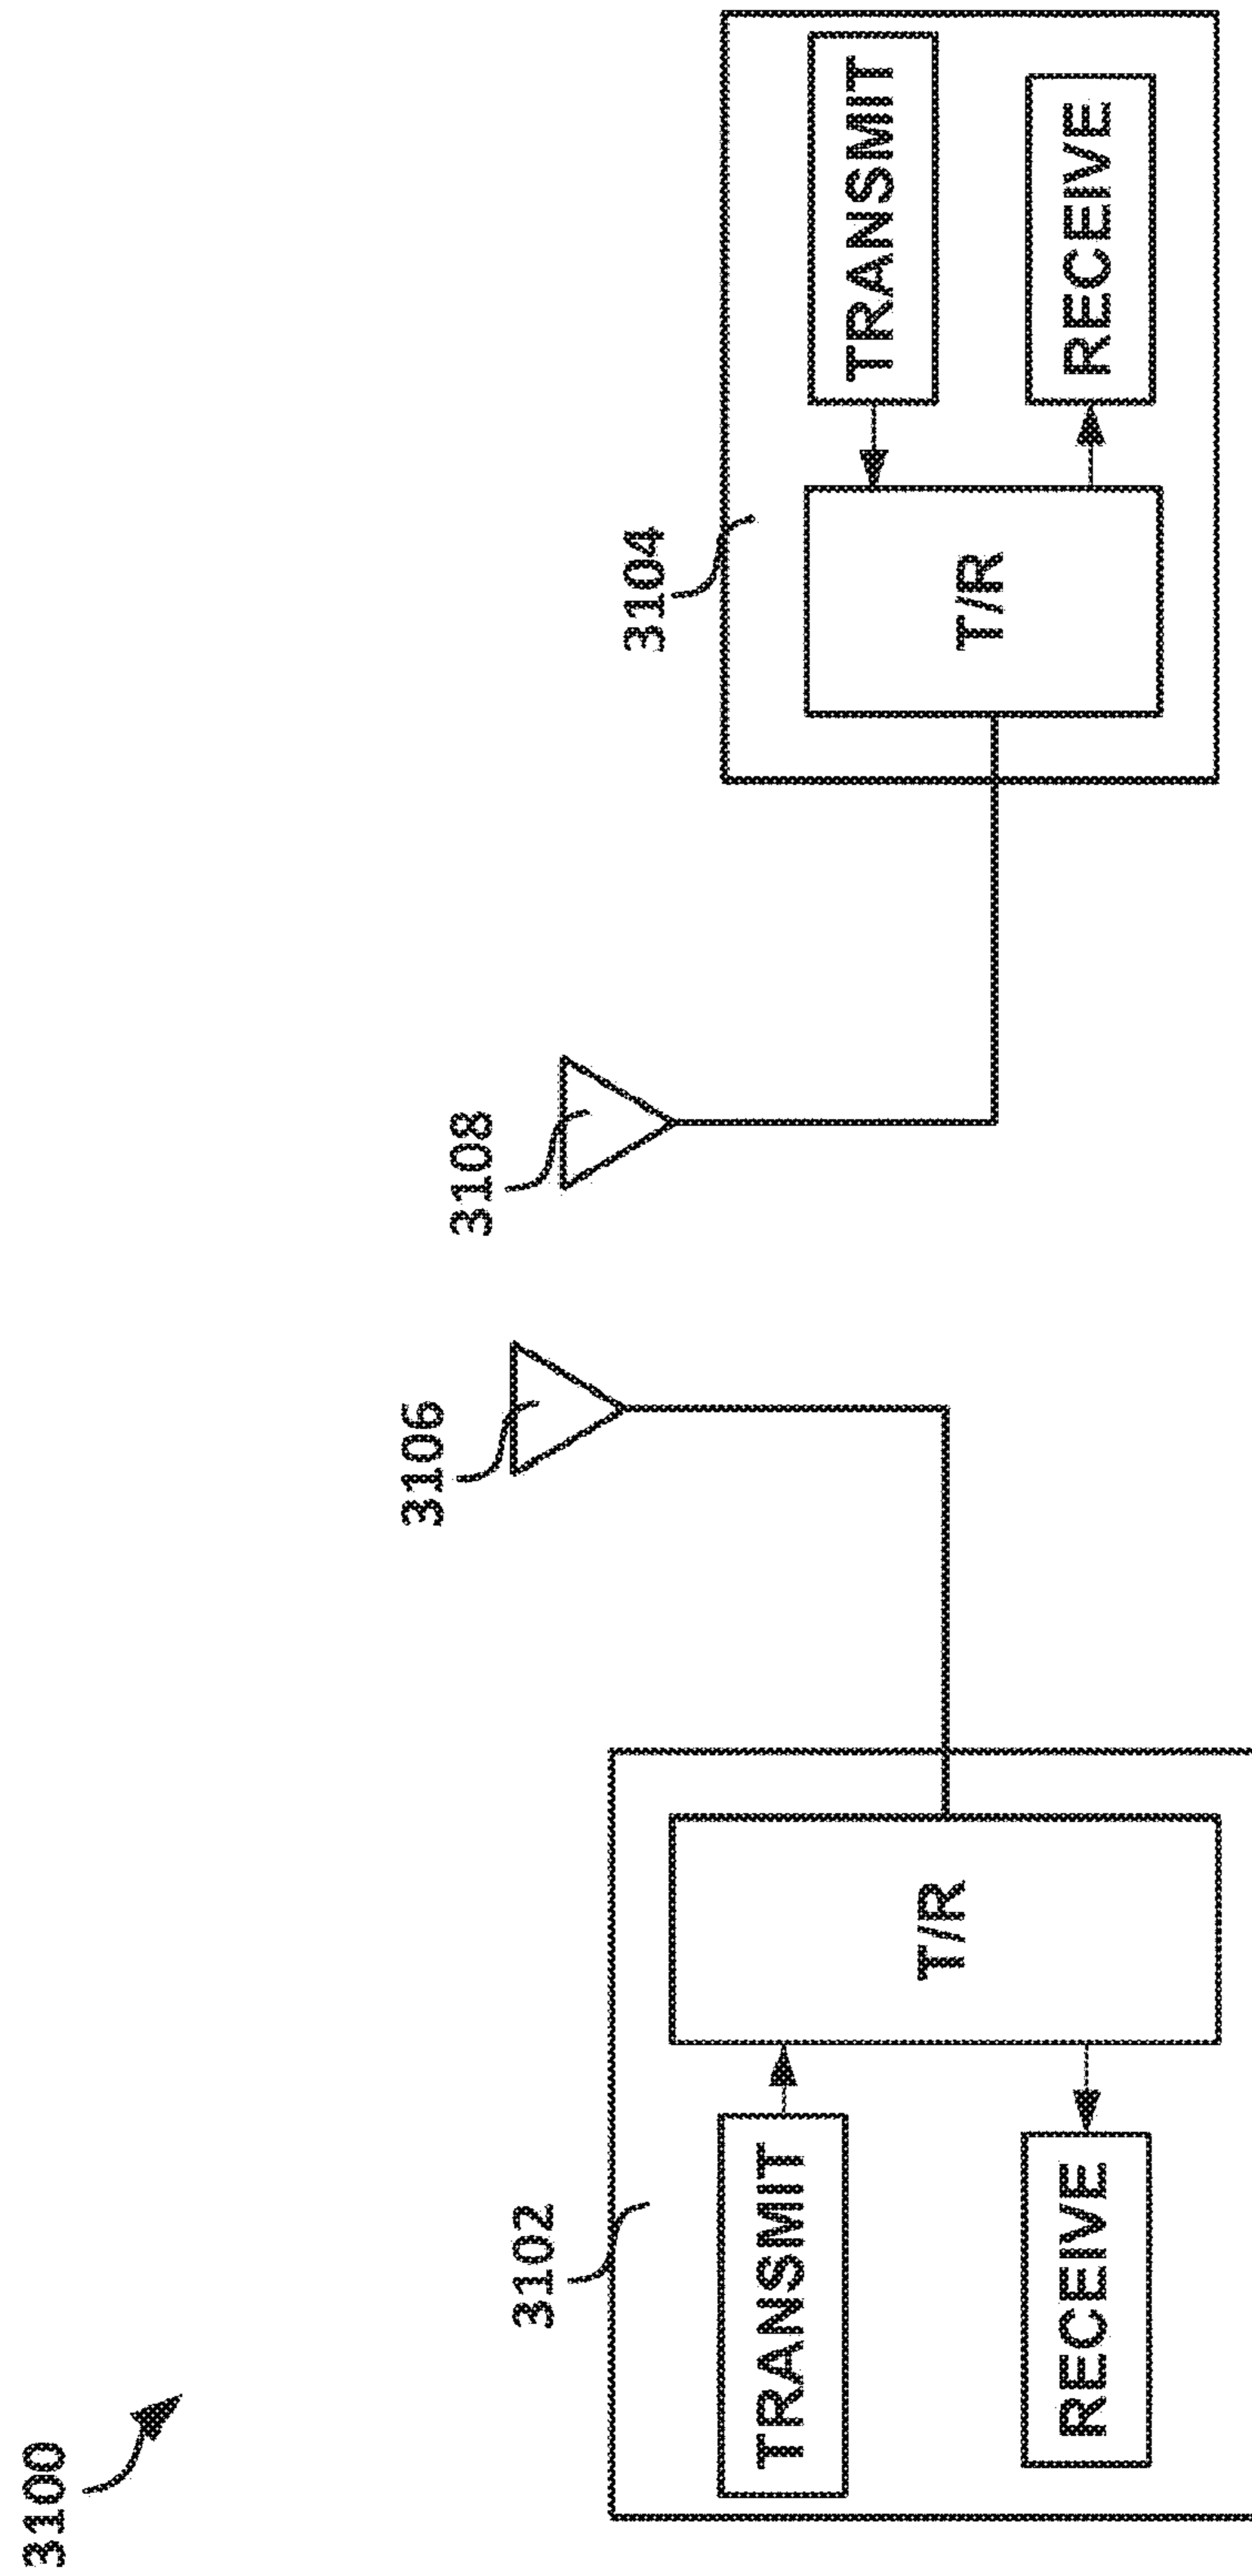 3100
3102
TRANSMIT
RECEIVE
T/R
3106
3108
3104
T/R
TRANSMIT
RECEIVE